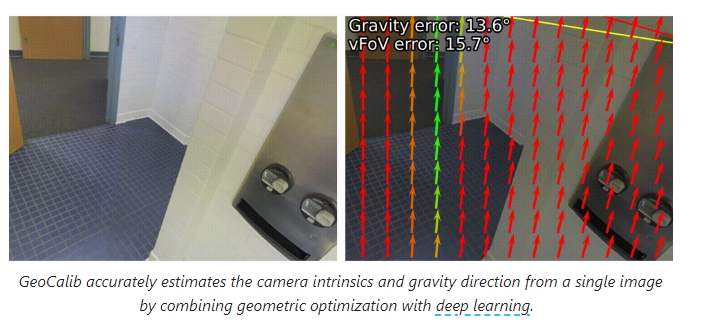 Gravity error: 13.6°
vFoV error: 15.7°
GeoCalib accurately estimates the camera intrinsics and gravity direction from a single image
by combining geometric optimization with deep learning.